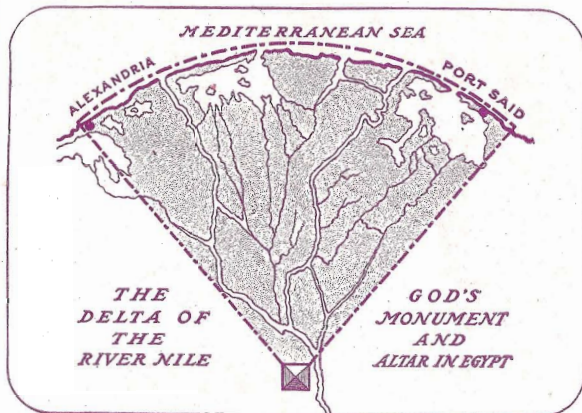 MEDITERRANEAN SEA
ALEXANDRIA
PORT SAID
THE
DELTA OF
THE
RIVER NILE
GOD'S
MONUMENT
AND
ALTAR IN EGYPT